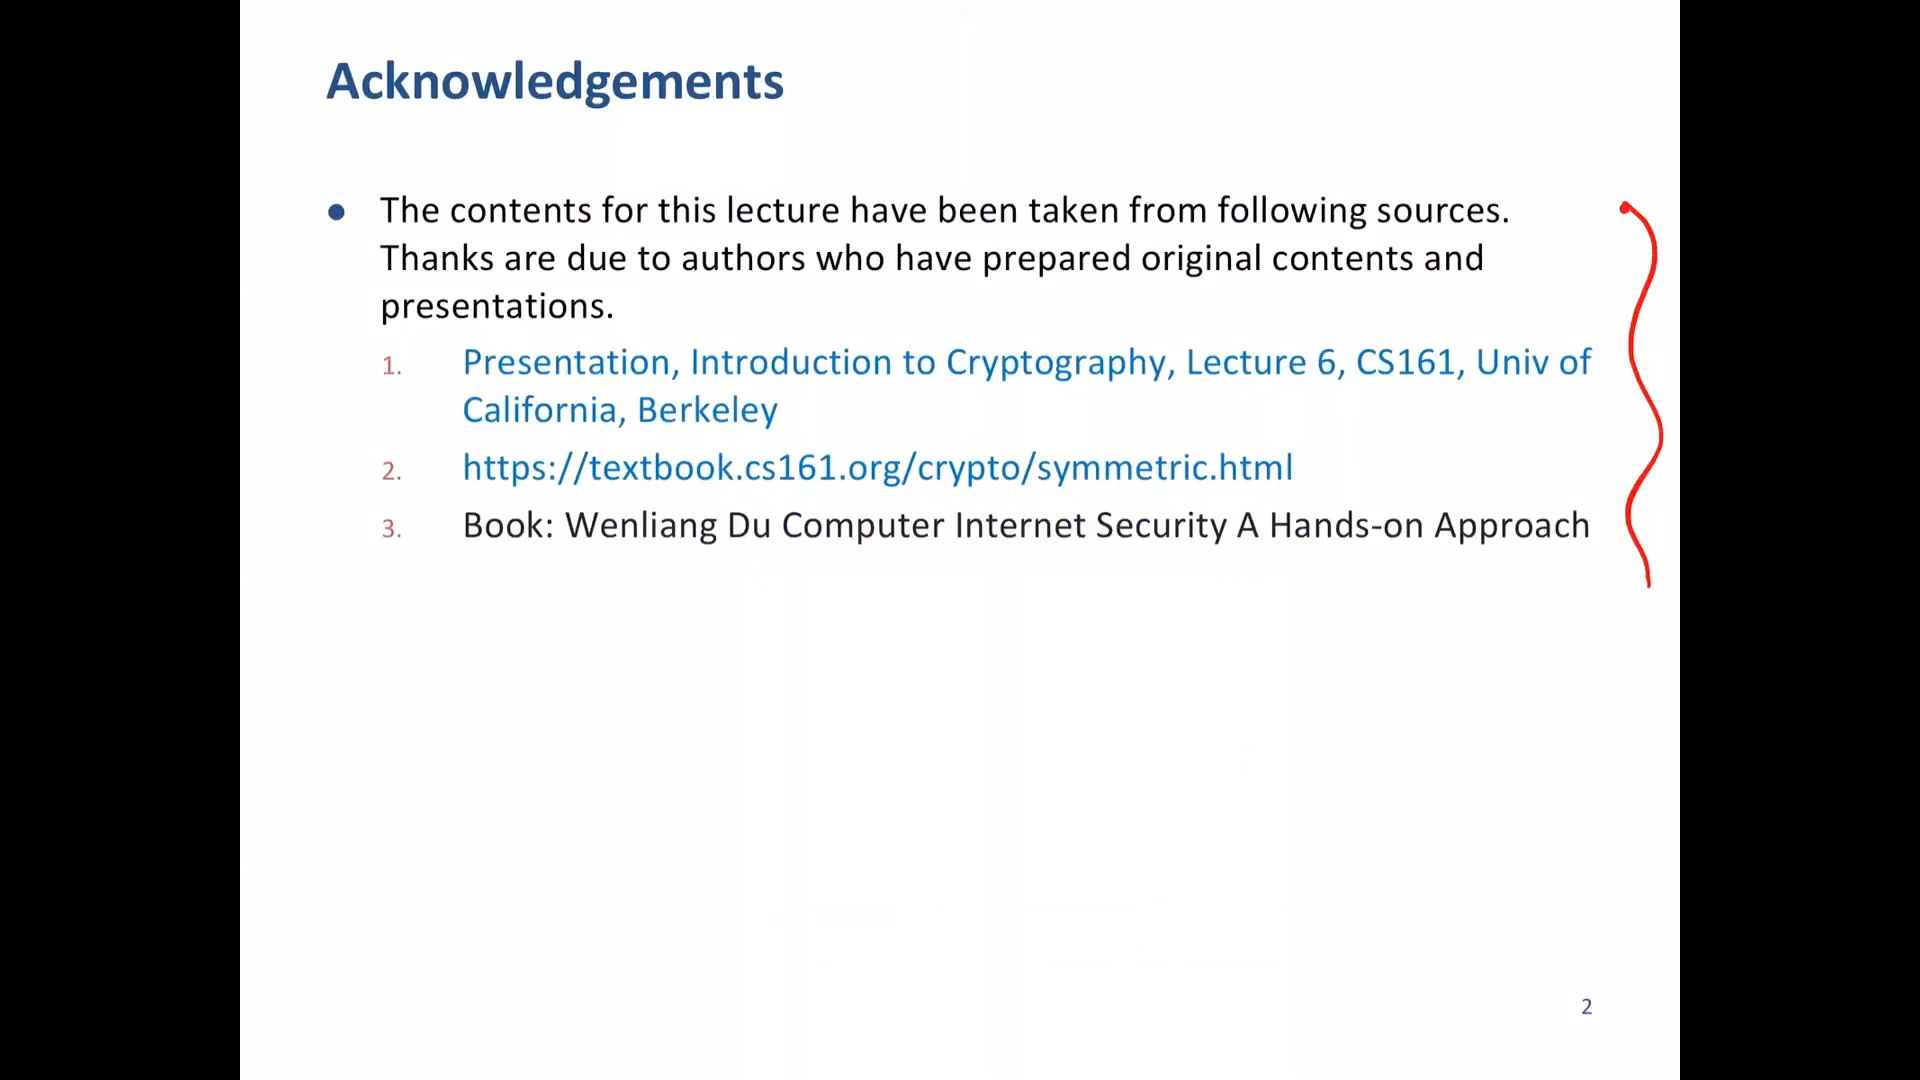 Acknowledgements
● The contents for this lecture have been taken from following sources.
Thanks are due to authors who have prepared original contents and
presentations.
1. Presentation, Introduction to Cryptography, Lecture 6, CS161, Univ of
California, Berkeley
2. https://textbook.cs161.org/crypto/symmetric.html
3. Book: Wenliang Du Computer Internet Security A Hands-on Approach
2